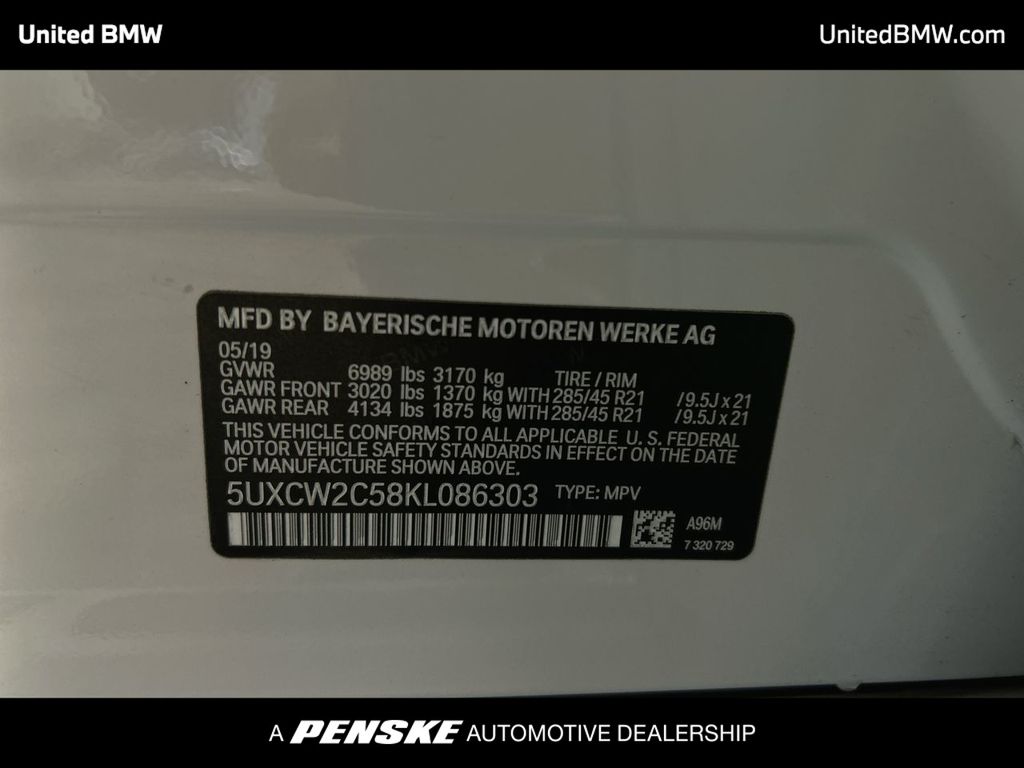 United BMW
UnitedBMW.com
MFD BY BAYERISCHE MOTOREN WERKE AG
05/19
GVWR 6989 lbs 3170 kg TIRE / RIM
GAWR FRONT 3020 lbs 1370 kg WITH 285/45 R21 /9.5J x 21
GAWR REAR 4134 lbs 1875 kg WITH 285/45 R21 /9.5J x 21
THIS VEHICLE CONFORMS TO ALL APPLICABLE U. S. FEDERAL
MOTOR VEHICLE SAFETY STANDARDS IN EFFECT ON THE DATE
OF MANUFACTURE SHOWN ABOVE.
5UXCW2C58KL086303 TYPE: MPV
A96M
7 320 729
A PENSKE AUTOMOTIVE DEALERSHIP